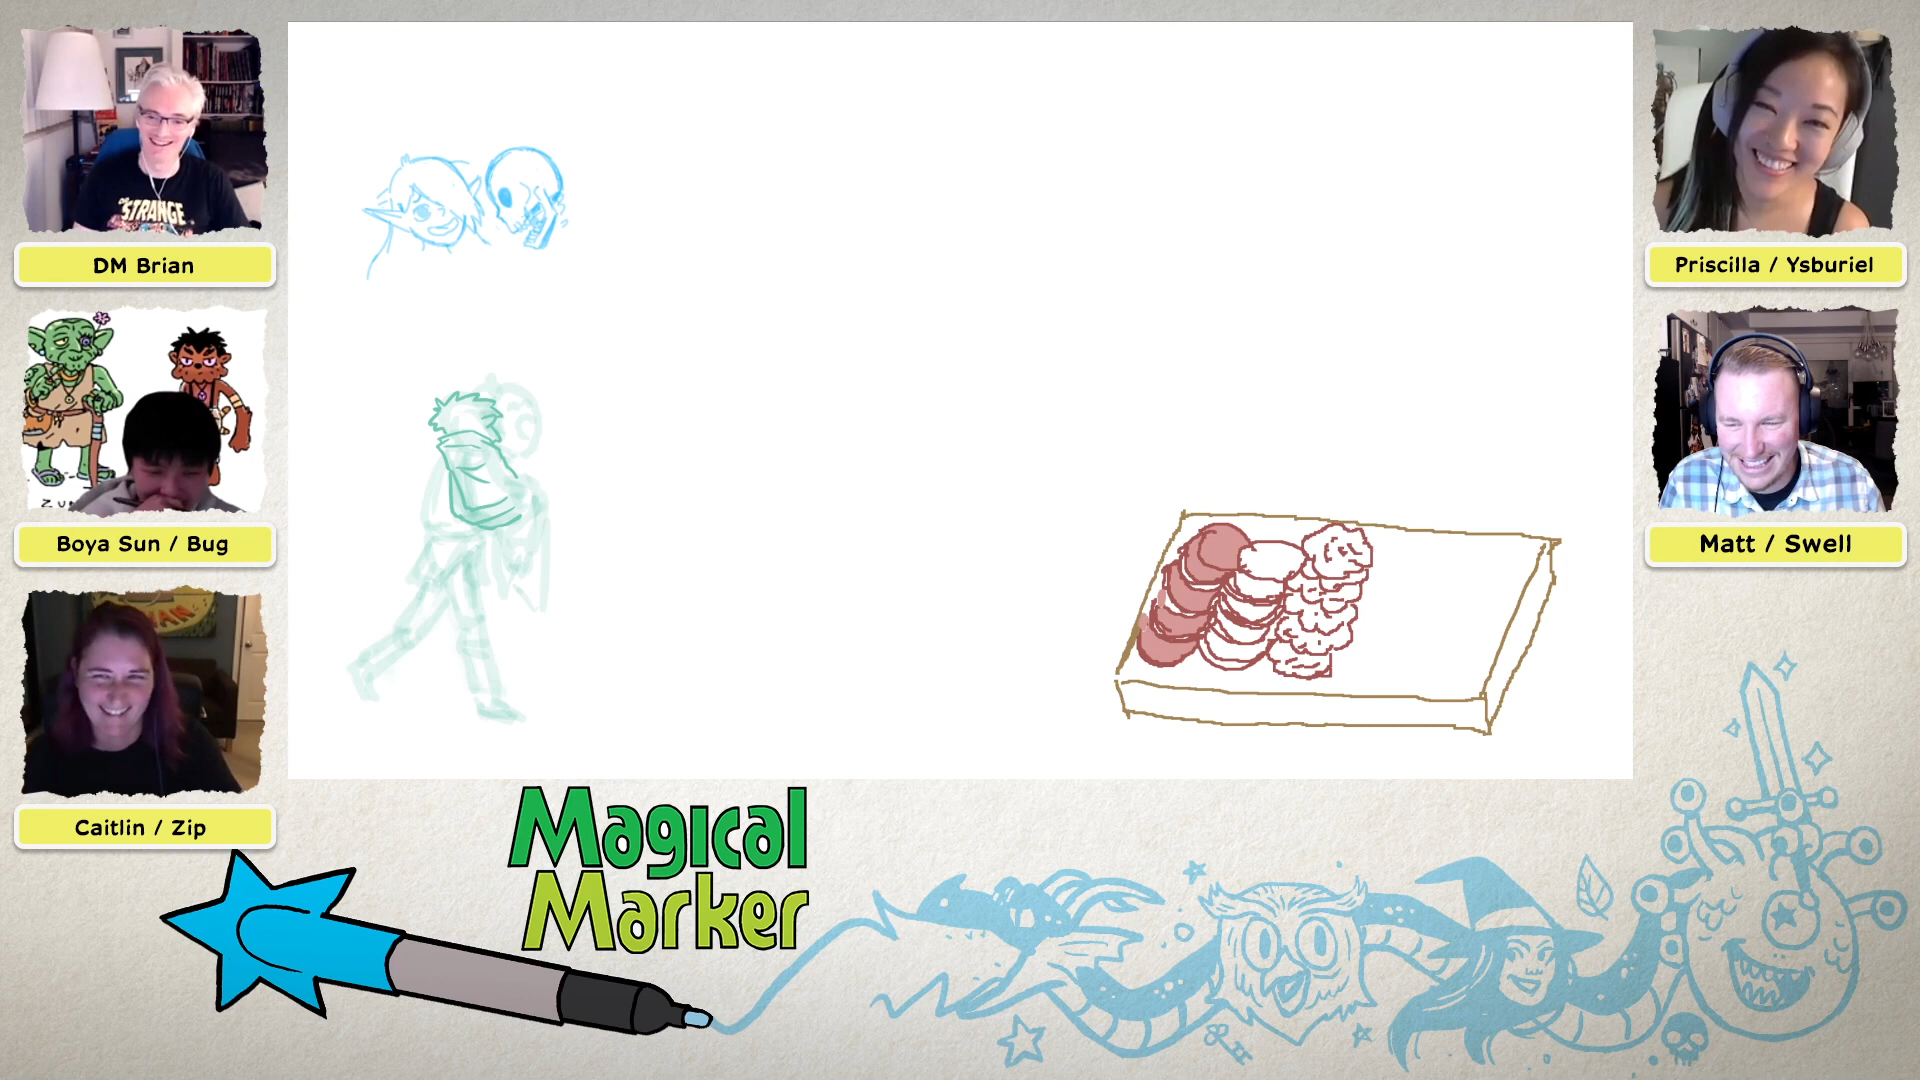 STRANGE
DM Brian
Boya Sun / Bug
Caitlin / Zip
Priscilla / Ysburiel
Matt / Swell
Magical
Marker